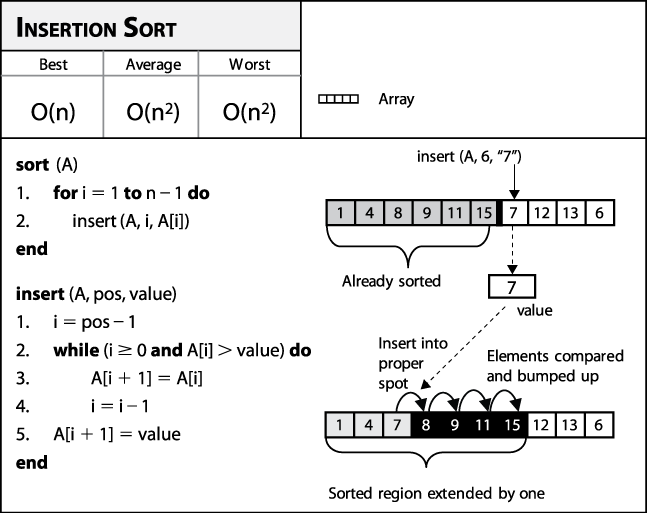 INSERTION SORT
Best Average Worst
O(n) O(n²) O(n²)
Array
sort (A)
1. for i = 1 to n – 1 do
2. insert (A, i, A[i])
end
insert (A, pos, value)
1. i = pos – 1
2. while (i ≥ 0 and A[i] > value) do
3. A[i + 1] = A[i]
4. i = i – 1
5. A[i + 1] = value
end
insert (A, 6, “7”)
1 4 8 9 11 15 7 12 13 6
Already sorted
7
value
Insert into
proper
spot
Elements compared
and bumped up
1 4 7 8 9 11 15 12 13 6
Sorted region extended by one